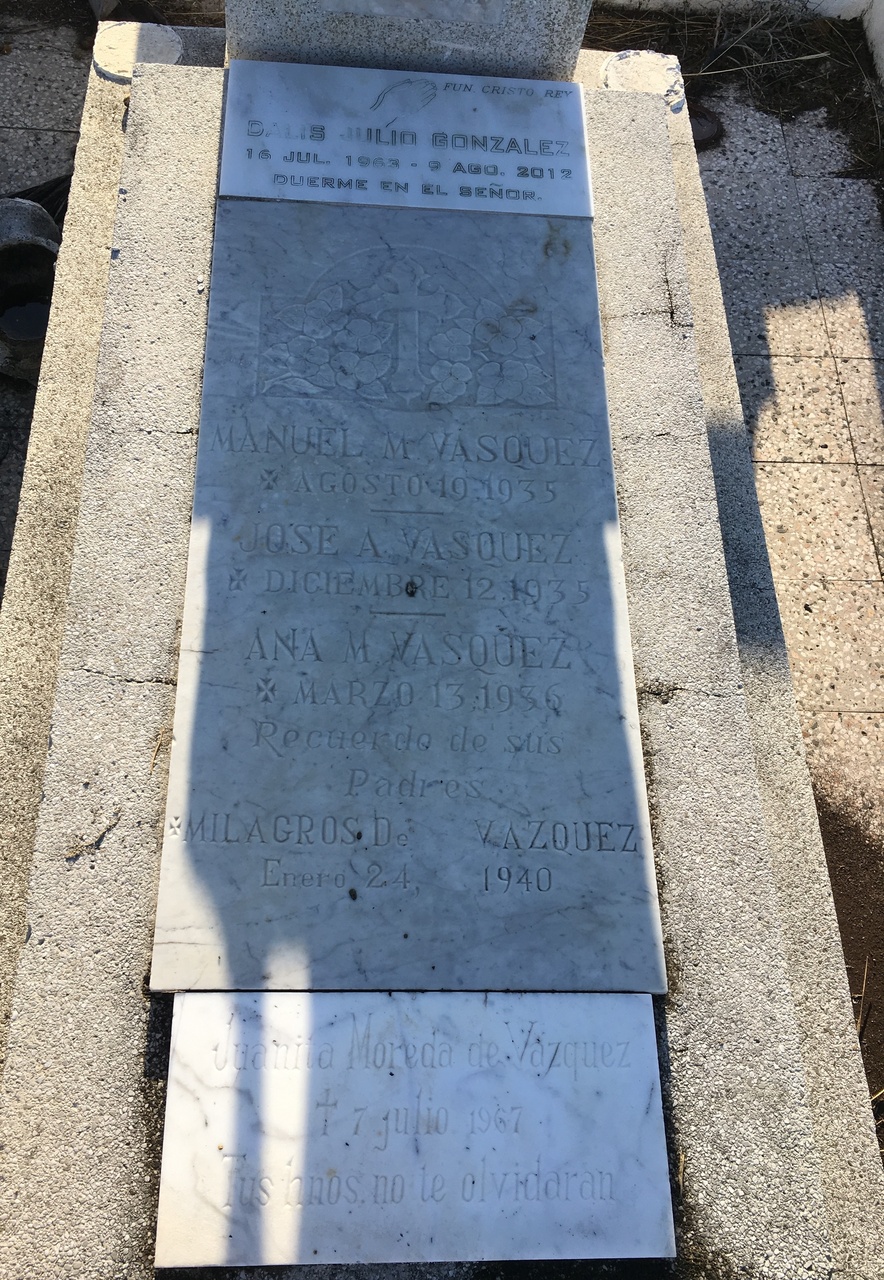 FUN CRISTO REY
DALIS JULIO GONZALEZ
16 JUL. 1963 - 9 AGO. 2012
DUERME EN EL SEÑOR.
MANUEL M. VASQUEZ
✠ AGOSTO 19.1935
JOSE A. VASQUEZ
✠ DICIEMBRE 12.1935
ANA M. VASQUEZ
✠ MARZO 13.1936
Recuerdo de sus
Padres
✠MILAGROS De VAZQUEZ
Enero 24, 1940
Juanita Moreda de Vázquez
† 7 julio 1967
Tus hnos. no te olvidaran